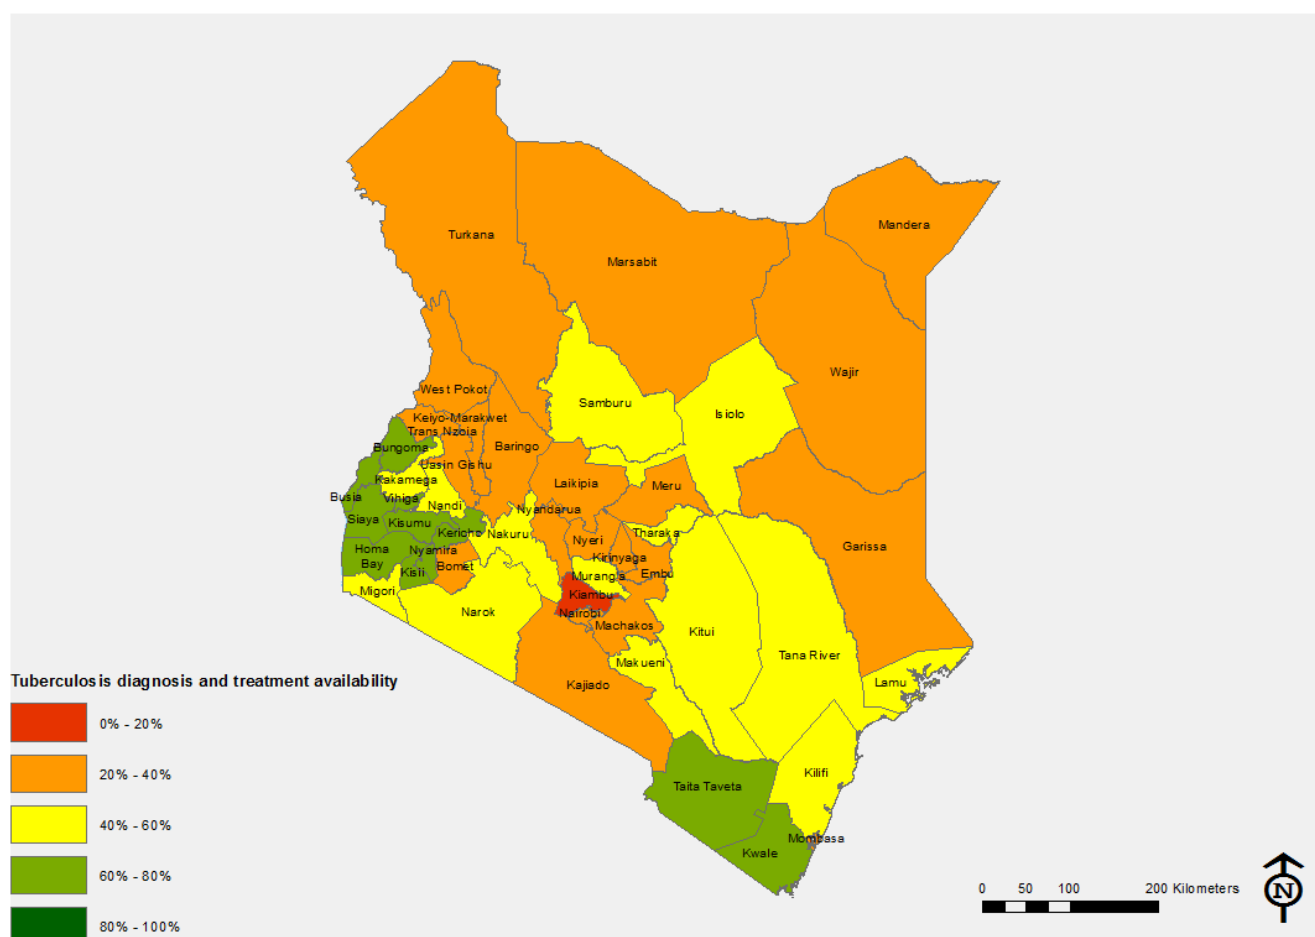 Turkana
Mandera
Marsabit
Wajir
West Pokot
Samburu
Isiolo
Keiyo-Marakwet
Trans Nzoia
Bungoma
Baringo
Uasin Gishu
Kakamega
Laikipia
Meru
Busia
Vihiga
Nandi
Nyandarua
Siaya
Kisumu
Kericho
Nakuru
Tharaka
Nyeri
Garissa
Homa
Bay
Nyamira
Kirinyaga
Bomet
Kisii
Embu
Muranga
Migori
Kiambu
Narok
Nairobi
Machakos
Kitui
Tana River
Makueni
Lamu
Kajiado
Kilifi
Taita Taveta
Mombasa
Kwale
Tuberculosis diagnosis and treatment availability
0% - 20%
20% - 40%
40% - 60%
60% - 80%
80% - 100%
0 50 100 200 Kilometers
N